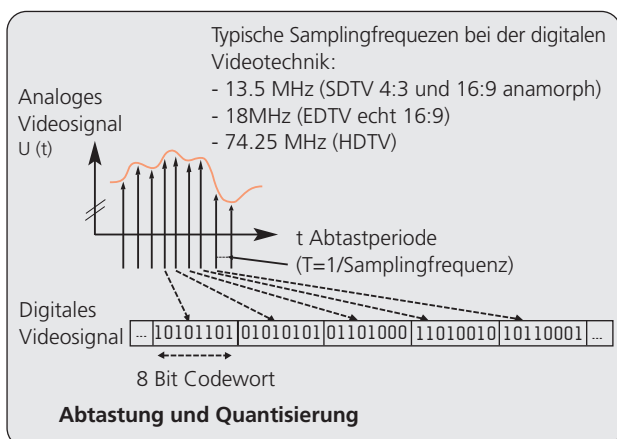 Typische Samplingfrequezen bei der digitalen
Videotechnik:
- 13.5 MHz (SDTV 4:3 und 16:9 anamorph)
- 18MHz (EDTV echt 16:9)
- 74.25 MHz (HDTV)
Analoges
Videosignal
U (t)
t Abtastperiode
(T=1/Samplingfrequenz)
Digitales
Videosignal
... 10101101 01010101 01101000 11010010 10110001 ...
8 Bit Codewort
Abtastung und Quantisierung